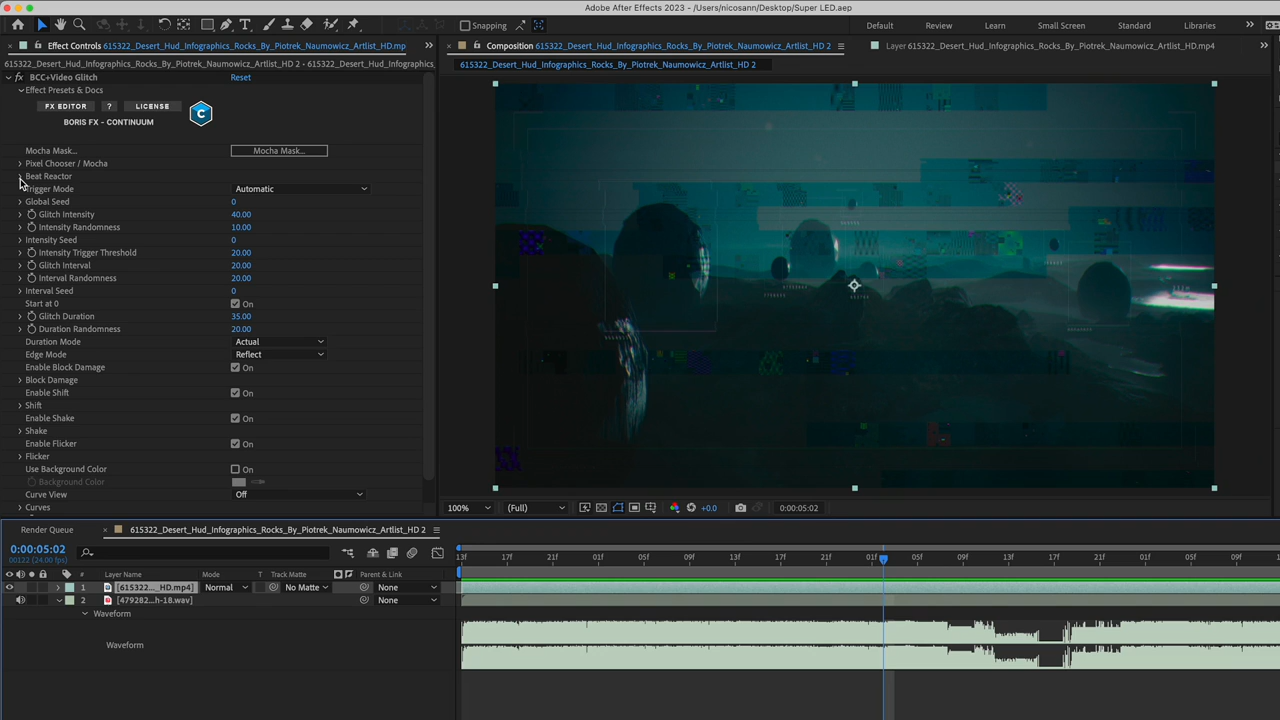 Adobe After Effects 2023 - /Users/nicosann/Desktop/Super LED.aep
Snapping
Default
Review
Learn
Small Screen
Standard
Libraries
Effect Controls 615322_Desert_Hud_Infographics_Rocks_By_Piotrek_Naumowicz_Artlist_HD.mp
Composition 615322_Desert_Hud_Infographics_Rocks_By_Piotrek_Naumowicz_Artlist_HD 2
Layer 615322_Desert_Hud_Infographics_Rocks_By_Piotrek_Naumowicz_Artlist_HD.mp4
615322_Desert_Hud_Infographics_Rocks_By_Piotrek_Naumowicz_Artlist_HD 2 - 615322_Desert_Hud_Infographics_
615322_Desert_Hud_Infographics_Rocks_By_Piotrek_Naumowicz_Artlist_HD 2
fx BCC+Video Glitch
Reset
Effect Presets & Docs
FX EDITOR
?
LICENSE
C
BORIS FX - CONTINUUM
Mocha Mask...
Mocha Mask...
Pixel Chooser / Mocha
Beat Reactor
Trigger Mode
Automatic
Global Seed
0
Glitch Intensity
40.00
Intensity Randomness
10.00
Intensity Seed
0
Intensity Trigger Threshold
20.00
Glitch Interval
20.00
Interval Randomness
20.00
Interval Seed
0
Start at 0
On
Glitch Duration
35.00
Duration Randomness
20.00
Duration Mode
Actual
Edge Mode
Reflect
Enable Block Damage
On
Block Damage
Enable Shift
On
Shift
Enable Shake
On
Shake
Enable Flicker
On
Flicker
Use Background Color
On
Background Color
Curve View
Off
Curves
100%
(Full)
+0.0
0:00:05:02
Render Queue
615322_Desert_Hud_Infographics_Rocks_By_Piotrek_Naumowicz_Artlist_HD 2
0:00:05:02
00122 (24.00 fps)
13f
17f
21f
01f
05f
09f
13f
17f
21f
01f
05f
09f
13f
17f
21f
01f
05f
09f
#
Layer Name
Mode
T
Track Matte
Parent & Link
1
[615322..._HD.mp4]
Normal
No Matte
None
2
[479282...h-18.wav]
None
Waveform
Waveform